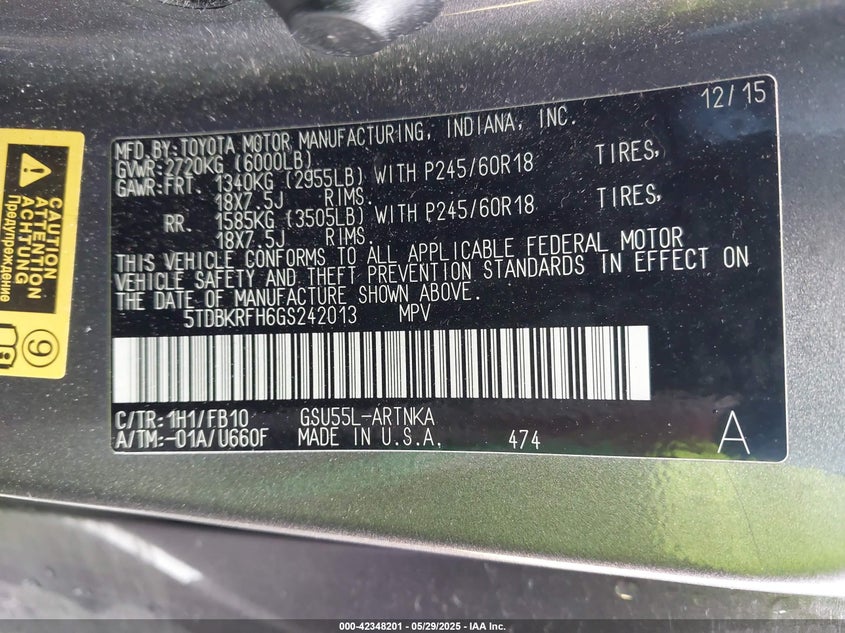 12/15
MFD.BY:TOYOTA MOTOR MANUFACTURING, INDIANA, INC.
GVWR:2720KG (6000LB)
GAWR:FRT. 1340KG (2955LB) WITH P245/60R18 TIRES,
18X7.5J RIMS.
RR. 1585KG (3505LB) WITH P245/60R18 TIRES,
18X7.5J RIMS.
THIS VEHICLE CONFORMS TO ALL APPLICABLE FEDERAL MOTOR
VEHICLE SAFETY AND THEFT PREVENTION STANDARDS IN EFFECT ON
THE DATE OF MANUFACTURE SHOWN ABOVE.
5TDBKRFH6GS242013 MPV
C/TR:1H1/FB10 GSU55L-ARTNKA
A/TM:-01A/U660F MADE IN U.S.A. 474 A
CAUTION
ATTENTION
ACHTUNG
Предупреждение
9
000-42348201 - 05/29/2025 - IAA Inc.